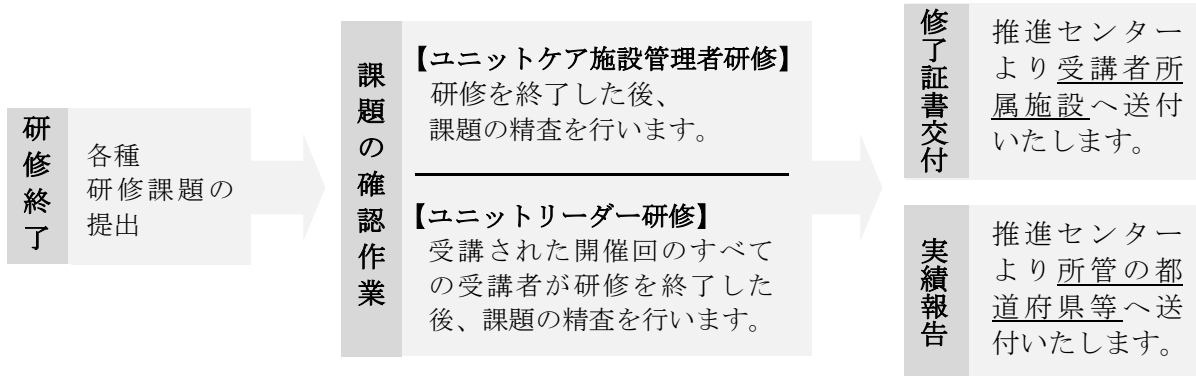 研修終了
各種
研修課題の
提出
課題の確認作業
【ユニットケア施設管理者研修】
研修を終了した後、
課題の精査を行います。
【ユニットリーダー研修】
受講された開催回のすべて
の受講者が研修を終了した
後、課題の精査を行います。
修了証書交付
推進センター
より受講者所
属施設へ送付
いたします。
実績報告
推進センター
より所管の都
道府県等へ送
付いたします。